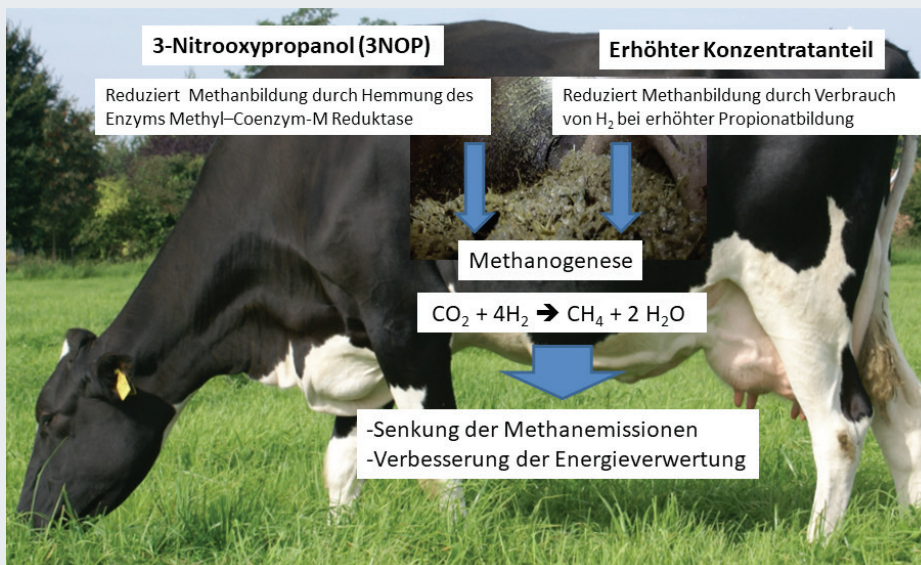 3-Nitrooxypropanol (3NOP)
Reduziert Methanbildung durch Hemmung des
Enzyms Methyl–Coenzym-M Reduktase
Erhöhter Konzentratanteil
Reduziert Methanbildung durch Verbrauch
von H₂ bei erhöhter Propionatbildung
Methanogenese
CO₂ + 4H₂ → CH₄ + 2 H₂O
-Senkung der Methanemissionen
-Verbesserung der Energieverwertung